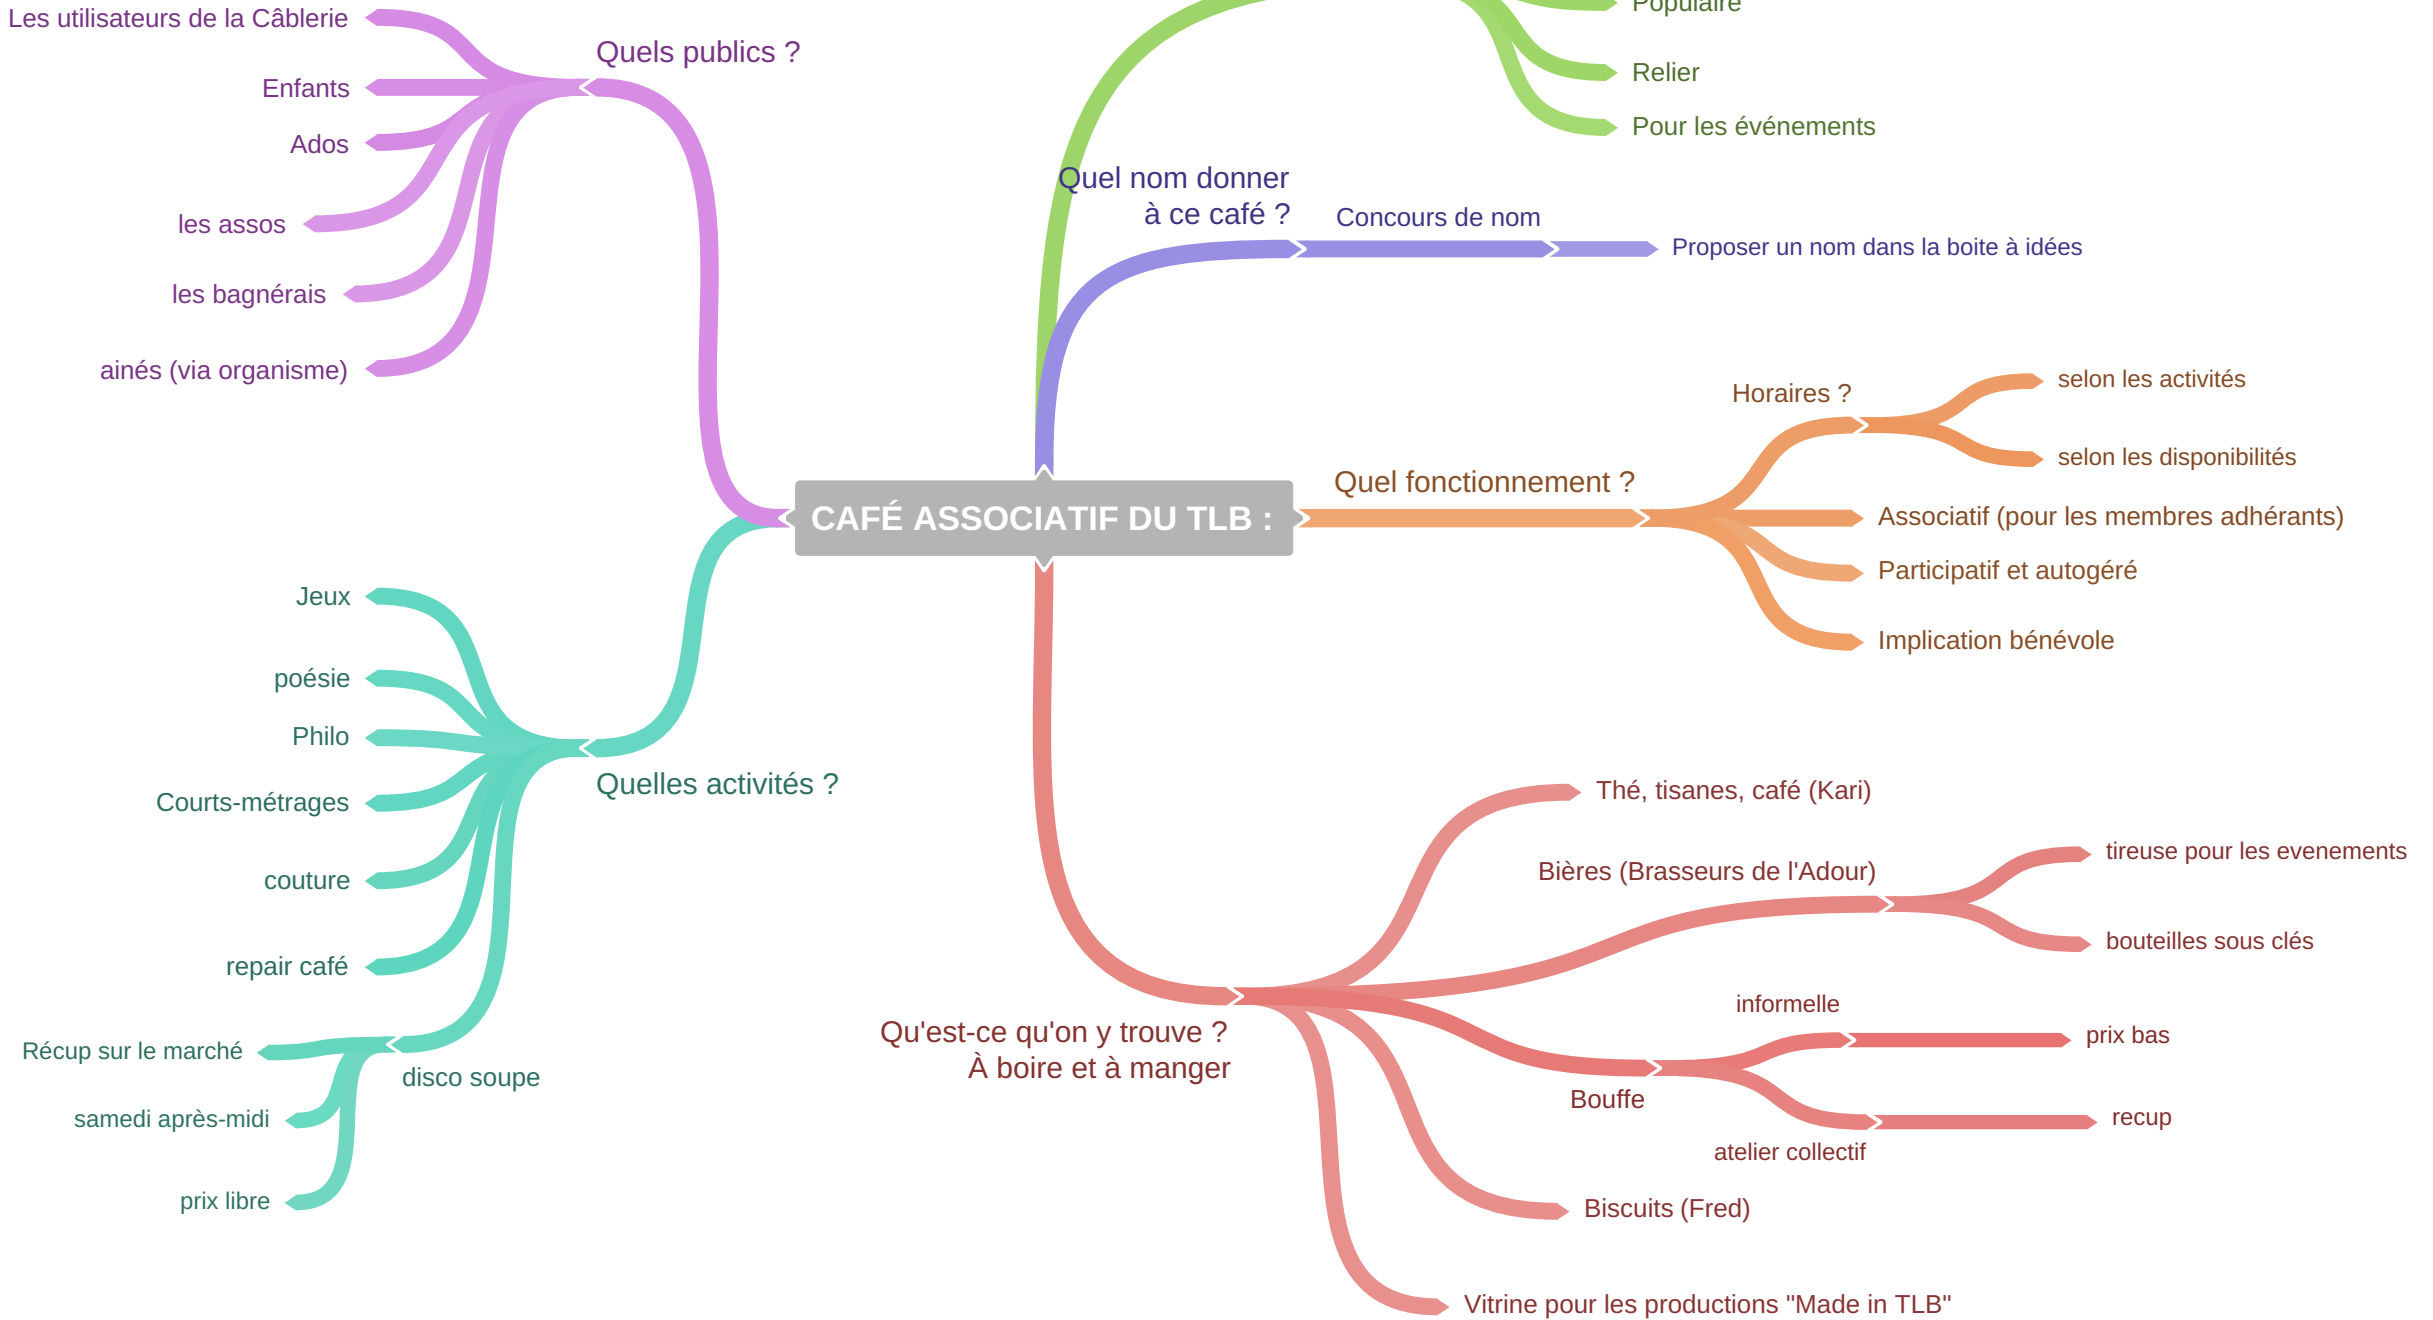 Les utilisateurs de la Câblerie
Quels publics ?
Enfants
Ados
les assos
les bagnérais
ainés (via organisme)
Populaire
Relier
Pour les événements
Quel nom donner
à ce café ?
Concours de nom
Proposer un nom dans la boite à idées
CAFÉ ASSOCIATIF DU TLB :
Quel fonctionnement ?
Horaires ?
selon les activités
selon les disponibilités
Associatif (pour les membres adhérants)
Participatif et autogéré
Implication bénévole
Jeux
poésie
Philo
Courts-métrages
couture
repair café
Quelles activités ?
disco soupe
Récup sur le marché
samedi après-midi
prix libre
Qu'est-ce qu'on y trouve ?
À boire et à manger
Thé, tisanes, café (Kari)
Bières (Brasseurs de l'Adour)
tireuse pour les evenements
bouteilles sous clés
Bouffe
informelle
prix bas
atelier collectif
recup
Biscuits (Fred)
Vitrine pour les productions "Made in TLB"